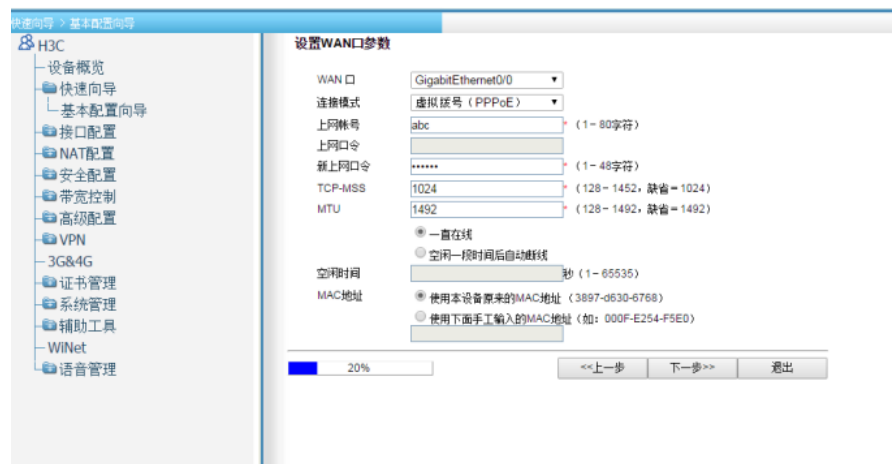 快速向导 > 基本配置向导
H3C
设备概览
快速向导
基本配置向导
接口配置
NAT配置
安全配置
带宽控制
高级配置
VPN
3G&4G
证书管理
系统管理
辅助工具
WiNet
语音管理
设置WAN口参数
WAN 口 GigabitEthernet0/0
连接模式 虚拟拨号（PPPoE）
上网帐号 abc * （1- 80字符）
上网口令
新上网口令 •••••• * （1- 48字符）
TCP-MSS 1024 * （128- 1452，缺省= 1024）
MTU 1492 * （128- 1492，缺省= 1492）
一直在线
空闲一段时间后自动断线
空闲时间 秒（1- 65535）
MAC地址 使用本设备原来的MAC地址 （3897-d630-6768）
使用下面手工输入的MAC地址（如：000F-E254-F5E0）
20% <<上一步 下一步>> 退出